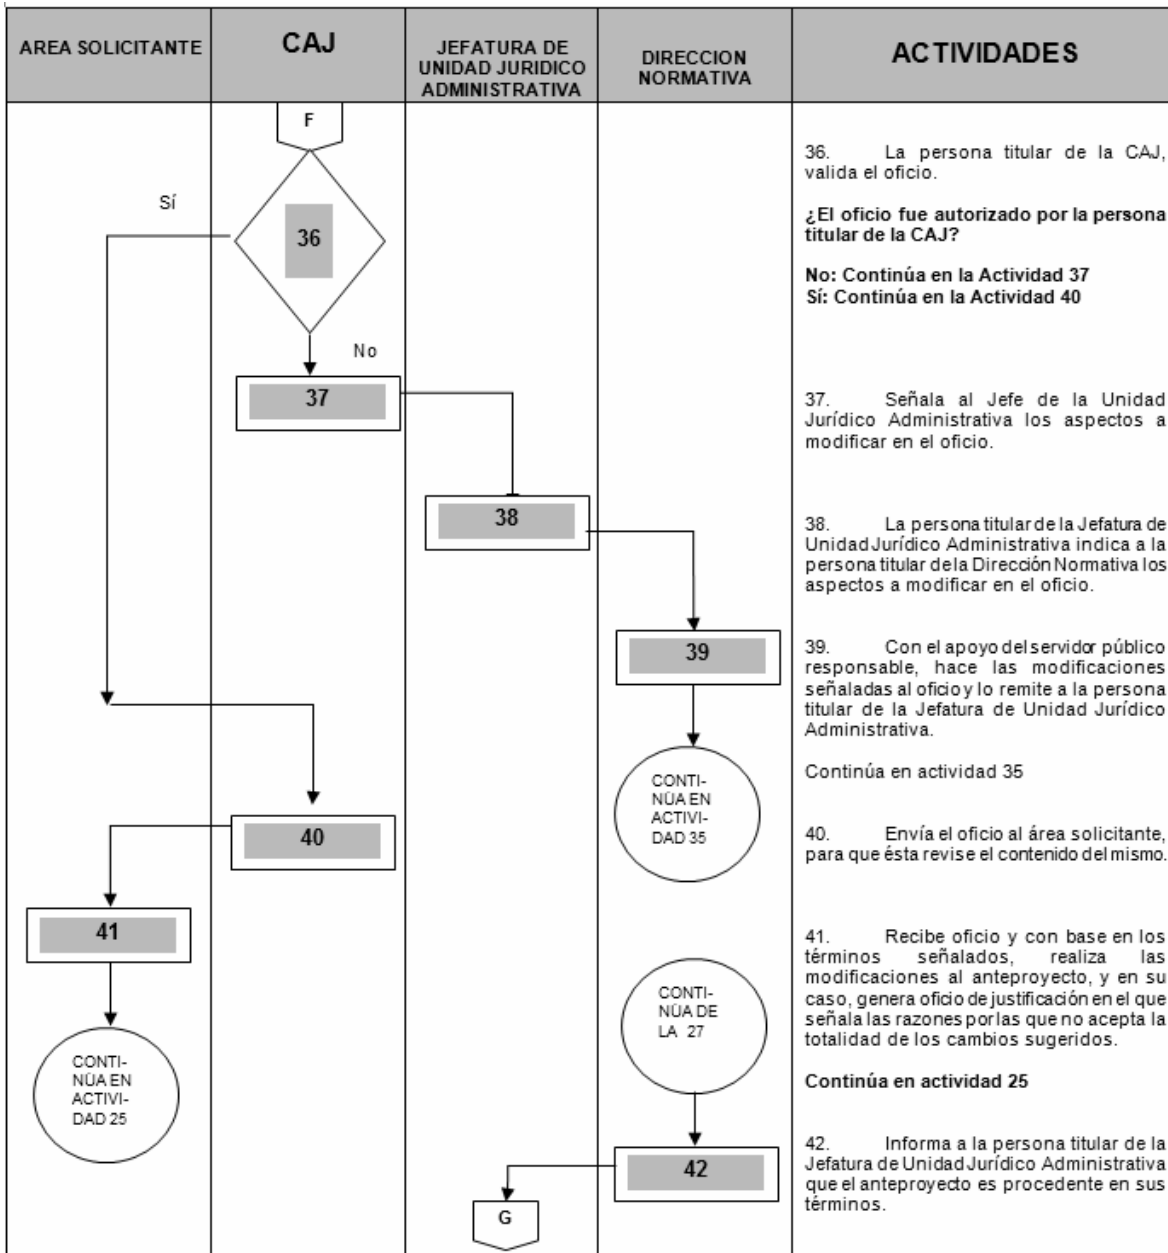 AREA SOLICITANTE
CAJ
JEFATURA DE
UNIDAD JURIDICO
ADMINISTRATIVA
DIRECCION
NORMATIVA
ACTIVIDADES
F
Sí
36
No
37
38
39
CONTI-
NÚA EN
ACTIVI-
DAD 35
40
41
CONTI-
NÚA EN
ACTIVI-
DAD 25
CONTI-
NÚA DE
LA 27
42
G
36. La persona titular de la CAJ,
valida el oficio.
¿El oficio fue autorizado por la persona
titular de la CAJ?
No: Continúa en la Actividad 37
Sí: Continúa en la Actividad 40
37. Señala al Jefe de la Unidad
Jurídico Administrativa los aspectos a
modificar en el oficio.
38. La persona titular de la Jefatura de
Unidad Jurídico Administrativa indica a la
persona titular de la Dirección Normativa los
aspectos a modificar en el oficio.
39. Con el apoyo del servidor público
responsable, hace las modificaciones
señaladas al oficio y lo remite a la persona
titular de la Jefatura de Unidad Jurídico
Administrativa.
Continúa en actividad 35
40. Envía el oficio al área solicitante,
para que ésta revise el contenido del mismo.
41. Recibe oficio y con base en los
términos señalados, realiza las
modificaciones al anteproyecto, y en su
caso, genera oficio de justificación en el que
señala las razones por las que no acepta la
totalidad de los cambios sugeridos.
Continúa en actividad 25
42. Informa a la persona titular de la
Jefatura de Unidad Jurídico Administrativa
que el anteproyecto es procedente en sus
términos.